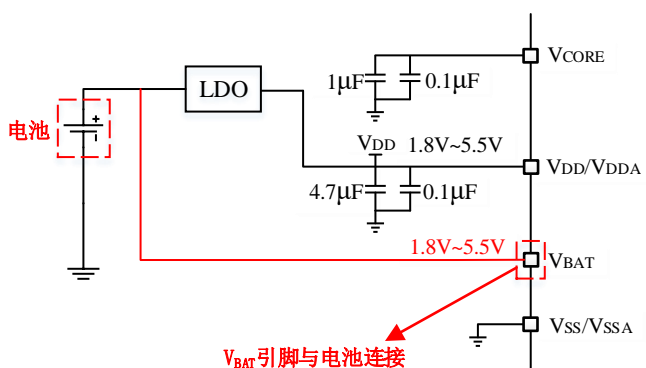 VCORE
LDO
1μF
0.1μF
电池
+
VDD 1.8V~5.5V
VDD/VDDA
4.7μF
0.1μF
1.8V~5.5V
VBAT
VSS/VSSA
VBAT引脚与电池连接